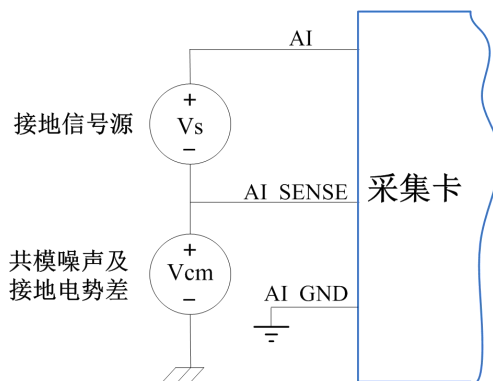 AI
+
接地信号源
Vs
−
AI SENSE
采集卡
+
共模噪声及
Vcm
接地电势差
−
AI GND